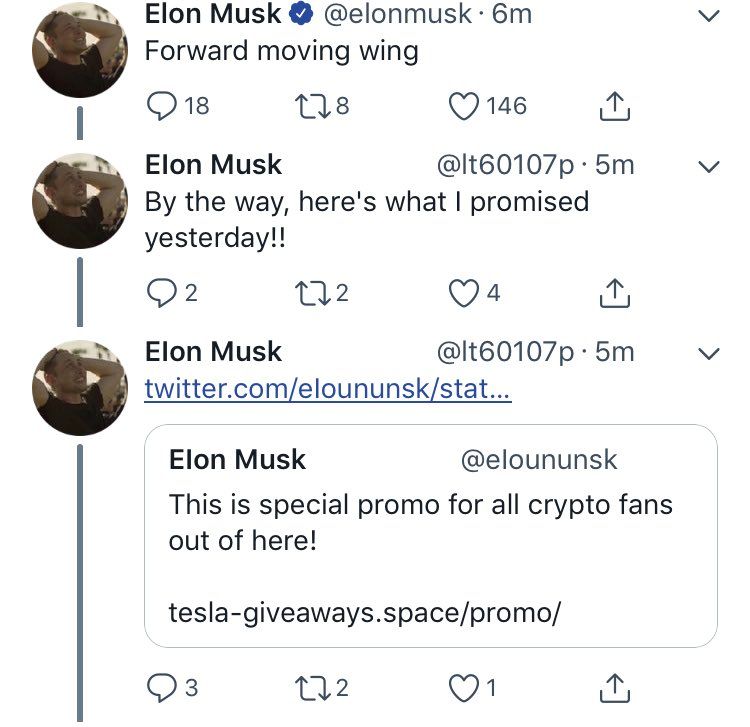 Elon Musk @elonmusk · 6m
Forward moving wing
18 8 146
Elon Musk @lt60107p · 5m
By the way, here's what I promised
yesterday!!
2 2 4
Elon Musk @lt60107p · 5m
twitter.com/eloununsk/stat...
Elon Musk @eloununsk
This is special promo for all crypto fans
out of here!
tesla-giveaways.space/promo/
3 2 1